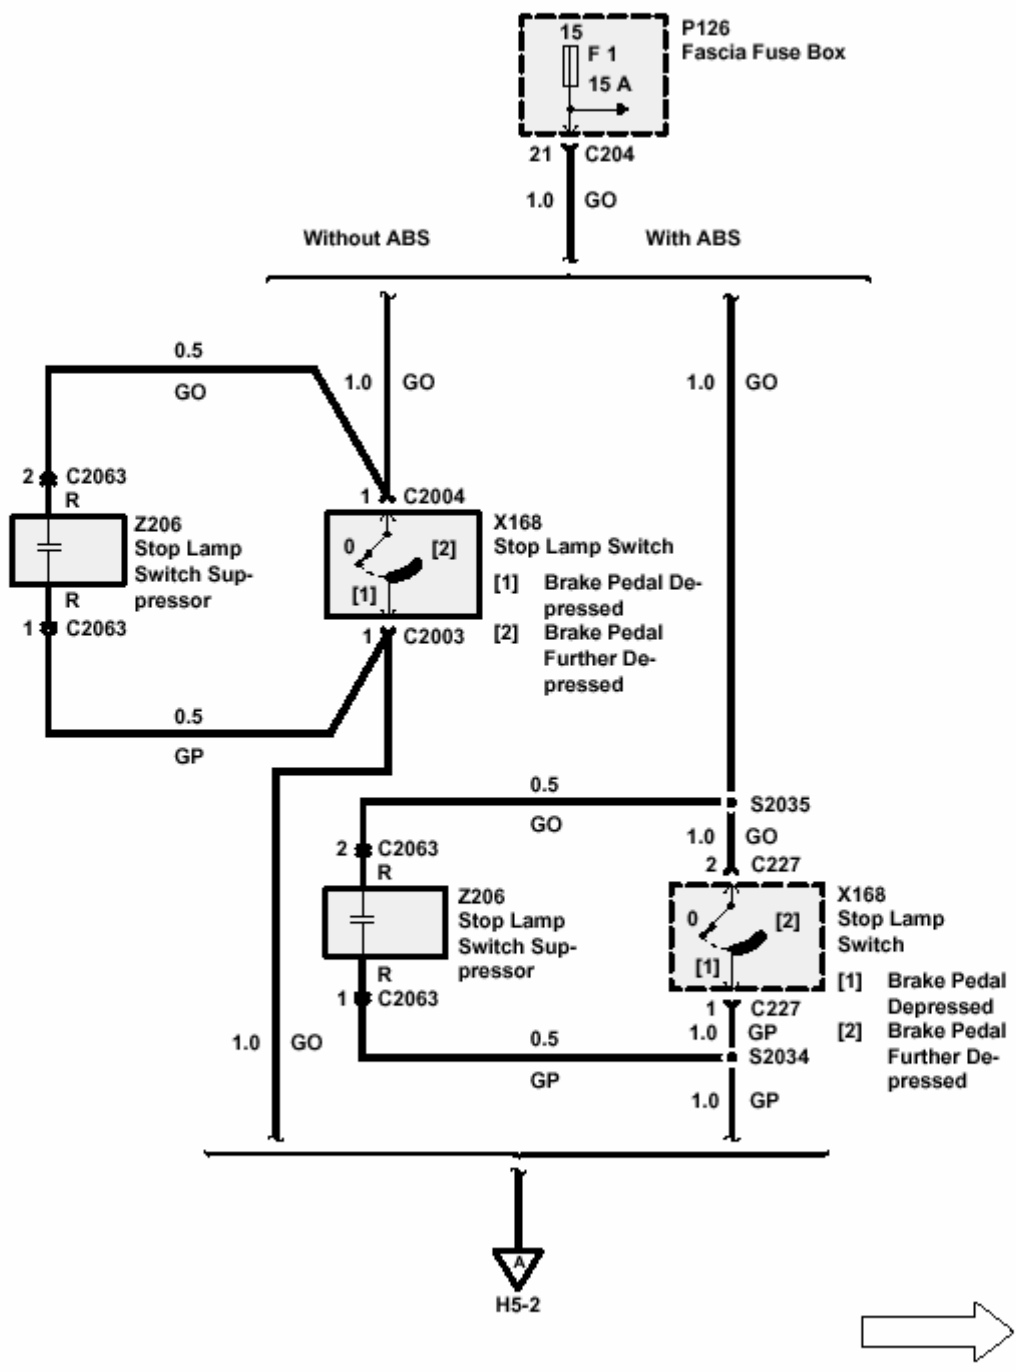 15
F 1
15 A
P126
Fascia Fuse Box
21 C204
1.0 GO
Without ABS
With ABS
0.5
GO
1.0 GO
1.0 GO
2 C2063
R
Z206
Stop Lamp
Switch Sup-
pressor
R
1 C2063
1 C2004
0 [2]
[1]
X168
Stop Lamp Switch
[1] Brake Pedal De-
pressed
[2] Brake Pedal
Further De-
pressed
1 C2003
0.5
GP
0.5
GO
S2035
1.0 GO
2 C227
2 C2063
R
Z206
Stop Lamp
Switch Sup-
pressor
R
1 C2063
0 [2]
[1]
X168
Stop Lamp
Switch
[1] Brake Pedal
Depressed
[2] Brake Pedal
Further De-
pressed
1 C227
1.0 GP
1.0 GO
0.5
GP
S2034
1.0 GP
A
H5-2